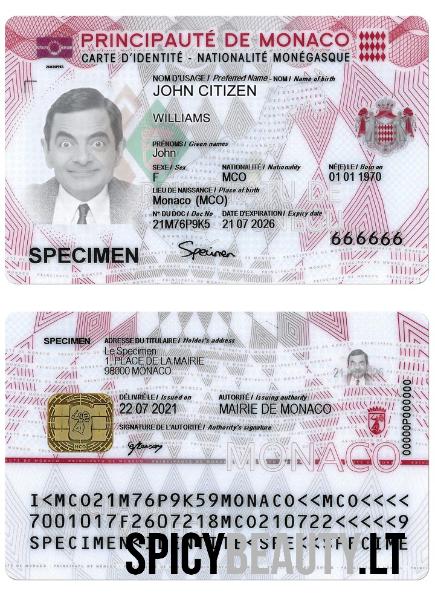 PRINCIPAUTÉ DE MONACO
CARTE D'IDENTITÉ - NATIONALITÉ MONÉGASQUE
NOM D'USAGE / Preferred Name - NOM / Name of birth
JOHN CITIZEN
WILLIAMS
PRÉNOMS / Given names
John
SEXE / Sex NATIONALITÉ / Nationality NÉ(E) LE / Born on
F MCO 01 01 1970
LIEU DE NAISSANCE / Place of birth
Monaco (MCO)
N° DU DOC / Doc No DATE D'EXPIRATION / Expiry date
21M76P9K5 21 07 2026
Specimen
666666
SPECIMEN
SPECIMEN ADRESSE DU TITULAIRE / Holder's address
Le Specimen
1, PLACE DE LA MAIRIE
98000 MONACO
DÉLIVRÉ LE / Issued on AUTORITÉ / Issuing authority
22 07 2021 MAIRIE DE MONACO
SIGNATURE DE L'AUTORITÉ / Authority's signature
00000P000000
MONACO
I<MCO21M76P9K59MONACO<<MCO<<<<
7001017F2607218MCO210722<<<<<9
SPICYBEAUTY.LT